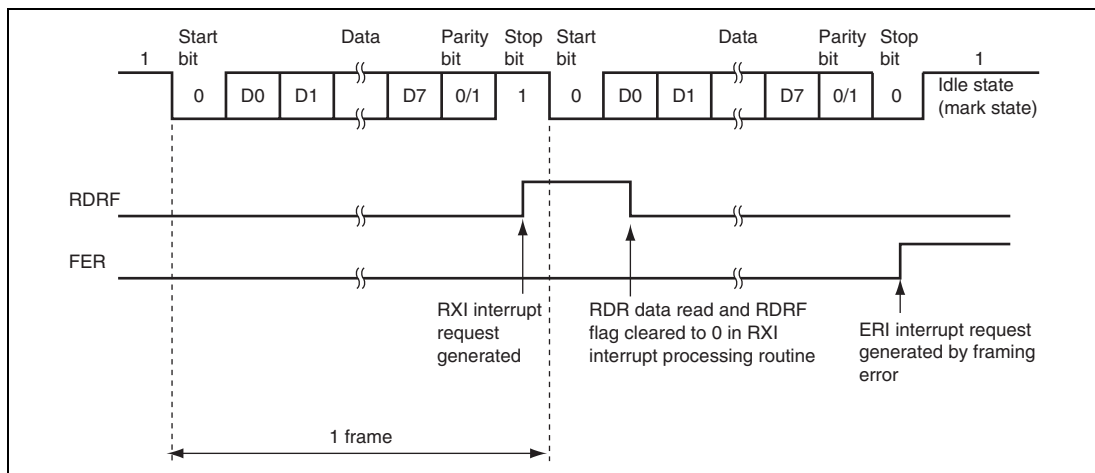 1
Start
bit
Data
Parity
bit
Stop
bit
Start
bit
Data
Parity
bit
Stop
bit
1
0 D0 D1 D7 0/1 1 0 D0 D1 D7 0/1 0
Idle state
(mark state)
RDRF
FER
RXI interrupt
request
generated
RDR data read and RDRF
flag cleared to 0 in RXI
interrupt processing routine
ERI interrupt request
generated by framing
error
1 frame